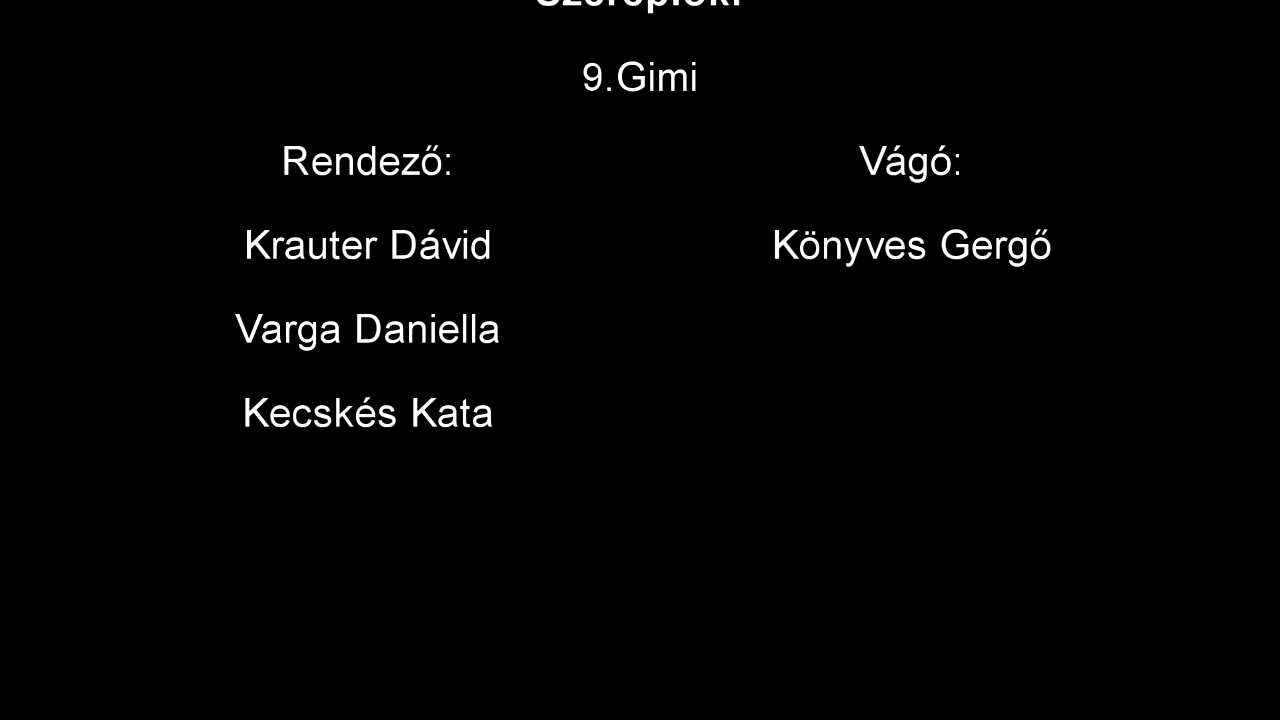 9.Gimi
Rendező:
Krauter Dávid
Varga Daniella
Kecskés Kata
Vágó:
Könyves Gergő